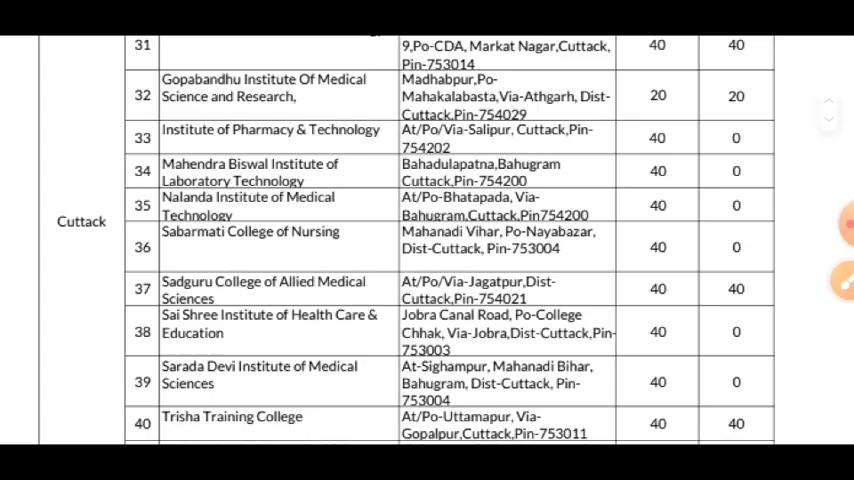 31
9,Po-CDA, Markat Nagar,Cuttack,
Pin-753014
40
40
Cuttack
32
Gopabandhu Institute Of Medical
Science and Research,
Madhabpur,Po-
Mahakalabasta,Via-Athgarh, Dist-
Cuttack,Pin-754029
20
20
33
Institute of Pharmacy & Technology
At/Po/Via-Salipur, Cuttack,Pin-
754202
40
0
34
Mahendra Biswal Institute of
Laboratory Technology
Bahadulapatna,Bahugram
Cuttack,Pin-754200
40
0
35
Nalanda Institute of Medical
Technology
At/Po-Bhatapada, Via-
Bahugram,Cuttack,Pin754200
40
0
36
Sabarmati College of Nursing
Mahanadi Vihar, Po-Nayabazar,
Dist-Cuttack, Pin-753004
40
0
37
Sadguru College of Allied Medical
Sciences
At/Po/Via-Jagatpur,Dist-
Cuttack,Pin-754021
40
40
38
Sai Shree Institute of Health Care &
Education
Jobra Canal Road, Po-College
Chhak, Via-Jobra,Dist-Cuttack,Pin-
753003
40
0
39
Sarada Devi Institute of Medical
Sciences
At-Sighampur, Mahanadi Bihar,
Bahugram, Dist-Cuttack, Pin-
753004
40
0
40
Trisha Training College
At/Po-Uttamapur, Via-
Gopalpur,Cuttack,Pin-753011
40
40